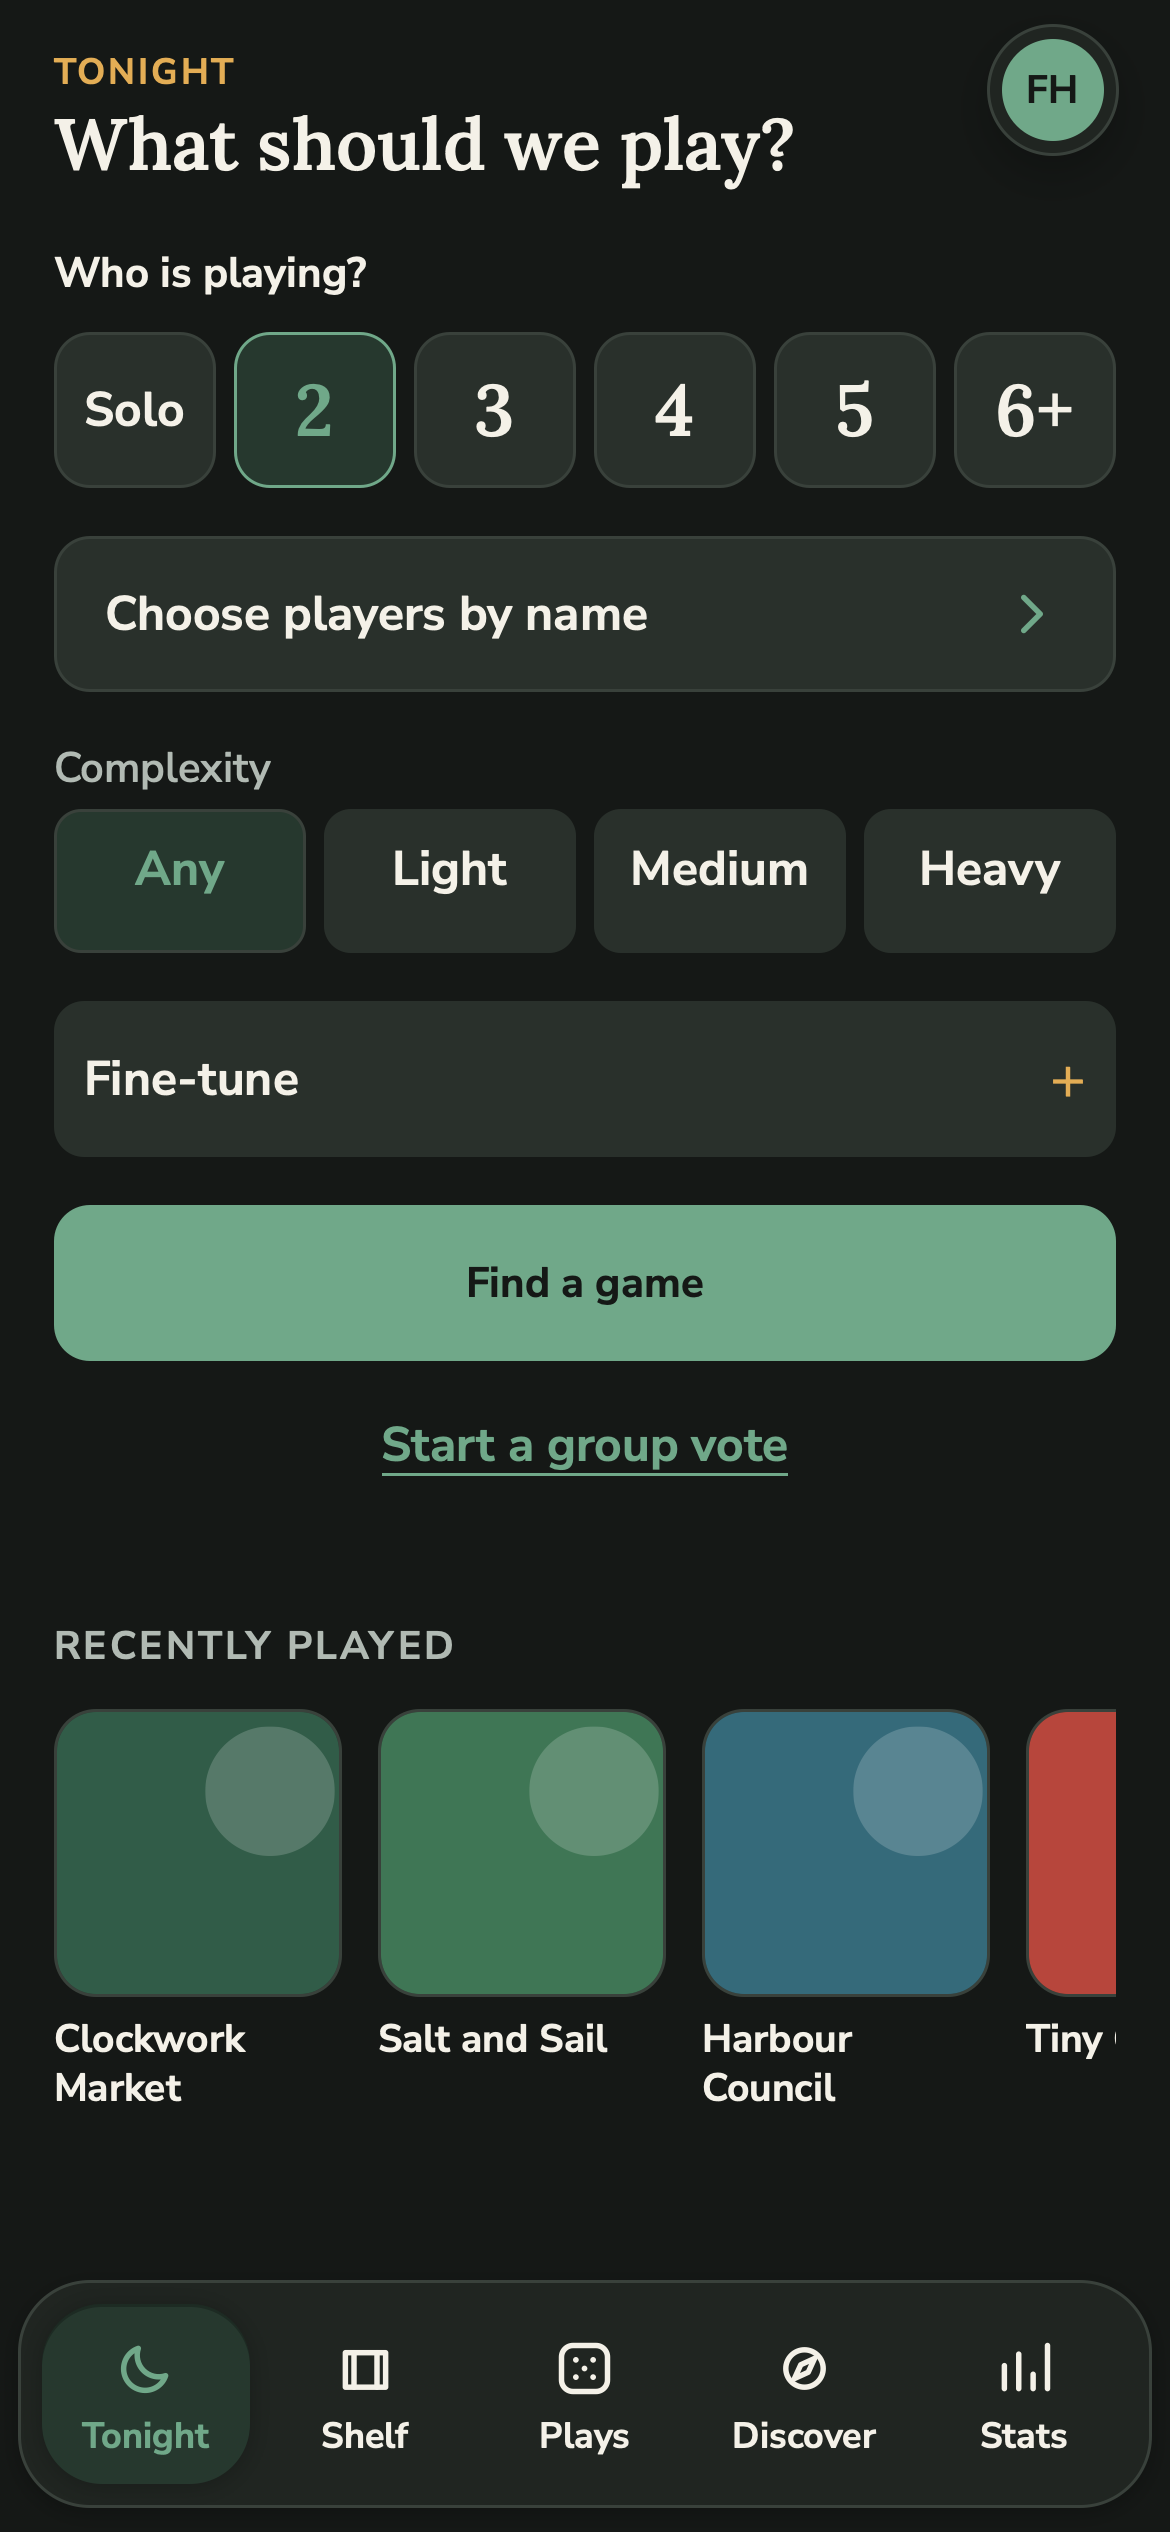 TONIGHT
FH
What should we play?
Who is playing?
Solo
2
3
4
5
6+
Choose players by name
Complexity
Any
Light
Medium
Heavy
Fine-tune
+
Find a game
Start a group vote
RECENTLY PLAYED
Clockwork
Market
Salt and Sail
Harbour
Council
Tiny
Tonight
Shelf
Plays
Discover
Stats